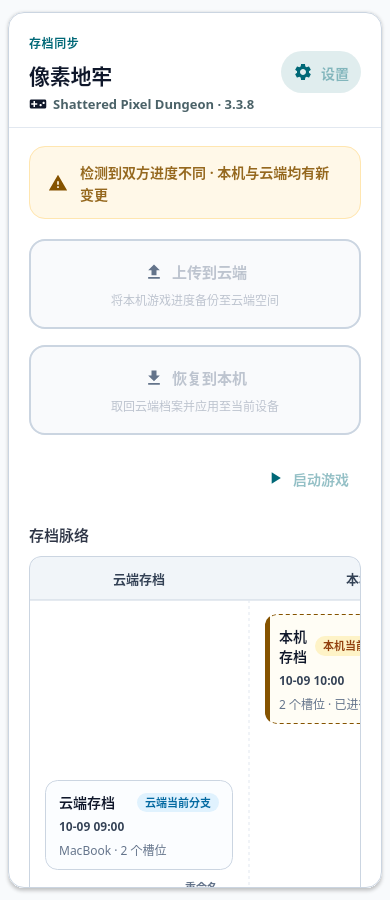 存档同步
像素地牢
设置
Shattered Pixel Dungeon · 3.3.8
检测到双方进度不同 · 本机与云端均有新
变更
上传到云端
将本机游戏进度备份至云端空间
恢复到本机
取回云端档案并应用至当前设备
启动游戏
存档脉络
云端存档
本机
存档
本机当前
10-09 10:00
2 个槽位 · 已进
云端存档
云端当前分支
10-09 09:00
MacBook · 2 个槽位